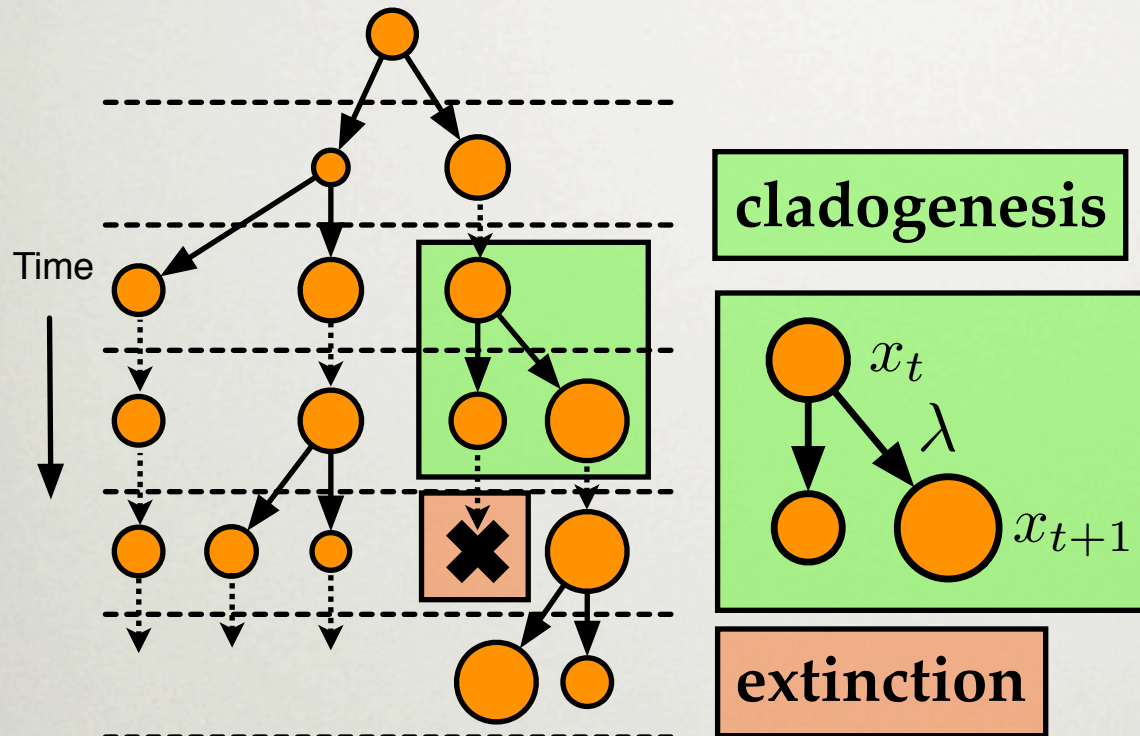 Time
cladogenesis
x_t
λ
x_{t+1}
extinction